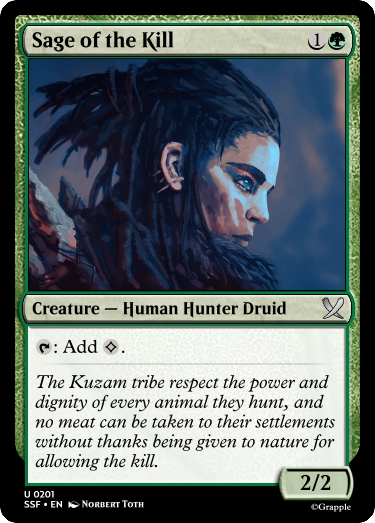 Sage of the Kill 1
Creature — Human Hunter Druid
: Add .
The Kuzam tribe respect the power and
dignity of every animal they hunt, and
no meat can be taken to their settlements
without thanks being given to nature for
allowing the kill.
2/2
U 0201
SSF • EN Norbert Toth
©Grapple